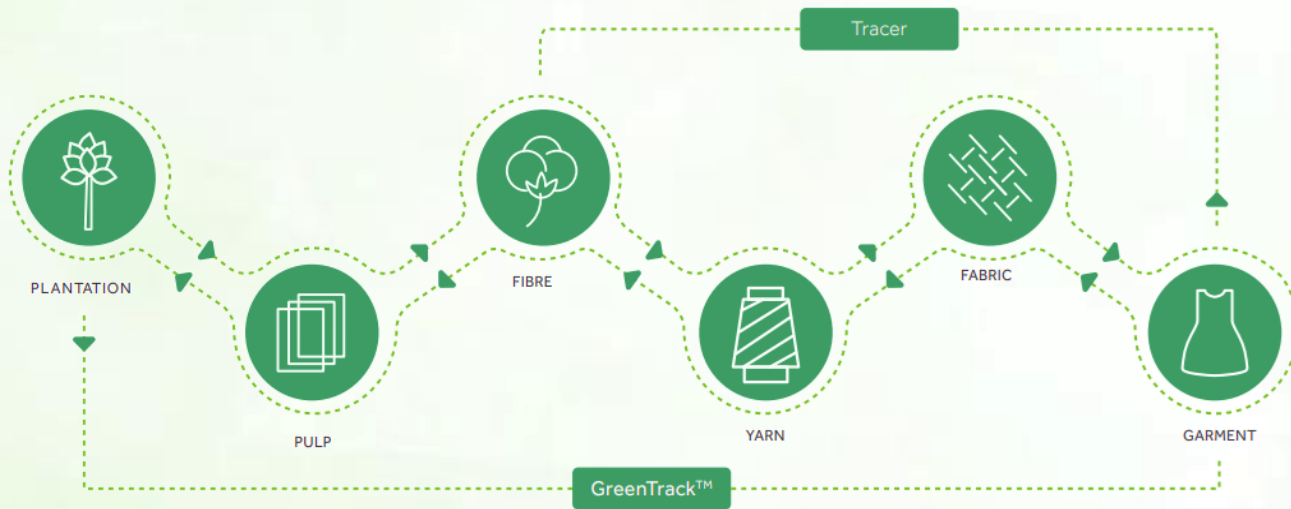 Tracer
PLANTATION
FIBRE
FABRIC
PULP
YARN
GARMENT
GreenTrack™